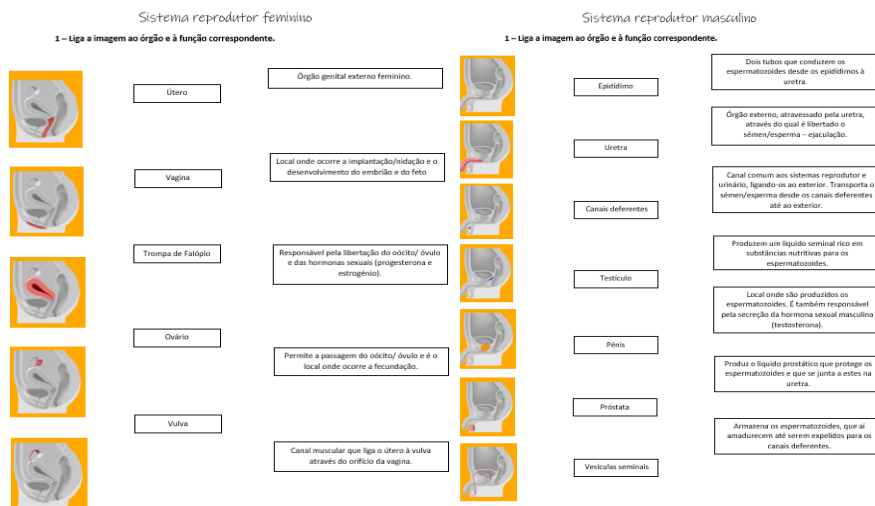 Sistema reprodutor feminino
1 – Liga a imagem ao órgão e à função correspondente.
Útero
Vagina
Trompa de Falópio
Ovário
Vulva
Órgão genital externo feminino.
Local onde ocorre a implantação/nidação e o
desenvolvimento do embrião e do feto
Responsável pela libertação do oócito/ óvulo
e das hormonas sexuais (progesterona e
estrogénio).
Permite a passagem do oócito/ óvulo e é o
local onde ocorre a fecundação.
Canal muscular que liga o útero à vulva
através do orifício da vagina.
Sistema reprodutor masculino
1 – Liga a imagem ao órgão e à função correspondente.
Epidídimo
Uretra
Canais deferentes
Testículo
Pénis
Próstata
Vesículas seminais
Dois tubos que conduzem os
espermatozoides desde os epidídimos à
uretra.
Órgão externo, atravessado pela uretra,
através do qual é libertado o
sémen/esperma – ejaculação.
Canal comum aos sistemas reprodutor e
urinário, ligando-os ao exterior. Transporta o
sémen/esperma desde os canais deferentes
até ao exterior.
Produzem um líquido seminal rico em
substâncias nutritivas para os
espermatozoides.
Local onde são produzidos os
espermatozoides. É também responsável
pela secreção da hormona sexual masculina
(testosterona).
Produz o líquido prostático que protege os
espermatozoides e que se junta a estes na
uretra.
Armazena os espermatozoides, que aí
amadurecem até serem expelidos para os
canais deferentes.